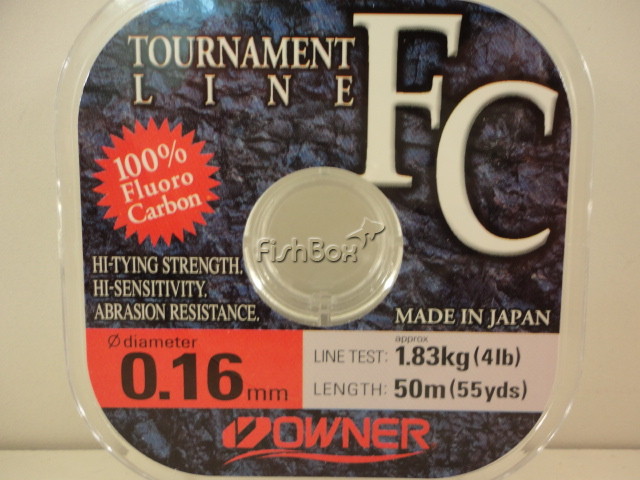 TOURNAMENT
LINE
FC
100%
Fluoro
Carbon
FishBox
HI-TYING STRENGTH.
HI-SENSITIVITY.
ABRASION RESISTANCE.
MADE IN JAPAN
Ø diameter
0.16mm
approx
LINE TEST: 1.83kg(4lb)
LENGTH: 50m(55yds)
OWNER